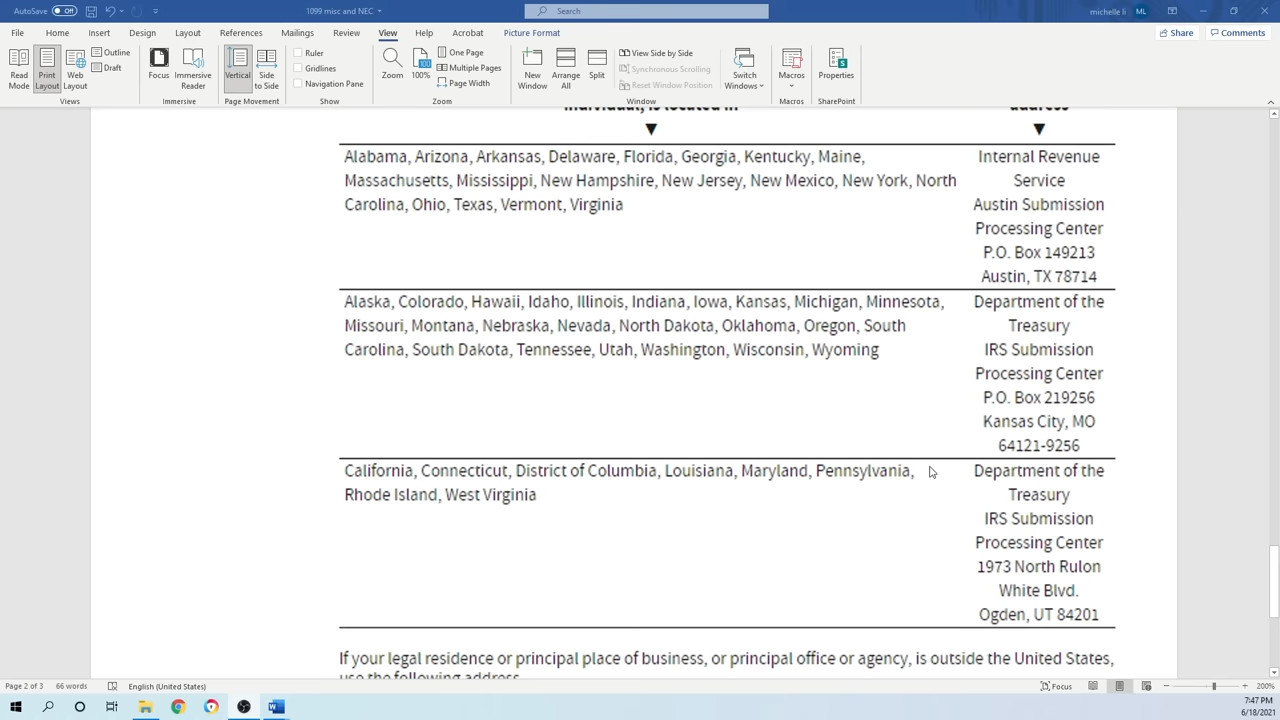 AutoSave Off
1099 misc and NEC
Search
michelle li ML
File Home Insert Design Layout References Mailings Review View Help Acrobat Picture Format
Share Comments
Read Mode
Print Layout
Web Layout
Outline
Draft
Views
Focus
Immersive Reader
Immersive
Vertical
Side to Side
Page Movement
Ruler
Gridlines
Navigation Pane
Show
Zoom
100
100%
One Page
Multiple Pages
Page Width
Zoom
New Window
Arrange All
Split
View Side by Side
Synchronous Scrolling
Reset Window Position
Window
Switch Windows
Macros
Macros
Properties
SharePoint
individual, is located in
address
Alabama, Arizona, Arkansas, Delaware, Florida, Georgia, Kentucky, Maine,
Massachusetts, Mississippi, New Hampshire, New Jersey, New Mexico, New York, North
Carolina, Ohio, Texas, Vermont, Virginia
Internal Revenue
Service
Austin Submission
Processing Center
P.O. Box 149213
Austin, TX 78714
Alaska, Colorado, Hawaii, Idaho, Illinois, Indiana, Iowa, Kansas, Michigan, Minnesota,
Missouri, Montana, Nebraska, Nevada, North Dakota, Oklahoma, Oregon, South
Carolina, South Dakota, Tennessee, Utah, Washington, Wisconsin, Wyoming
Department of the
Treasury
IRS Submission
Processing Center
P.O. Box 219256
Kansas City, MO
64121-9256
California, Connecticut, District of Columbia, Louisiana, Maryland, Pennsylvania,
Rhode Island, West Virginia
Department of the
Treasury
IRS Submission
Processing Center
1973 North Rulon
White Blvd.
Ogden, UT 84201
If your legal residence or principal place of business, or principal office or agency, is outside the United States,
use the following address
Page 2 of 3 66 words English (United States)
Focus
200%
7:47 PM
6/18/2021